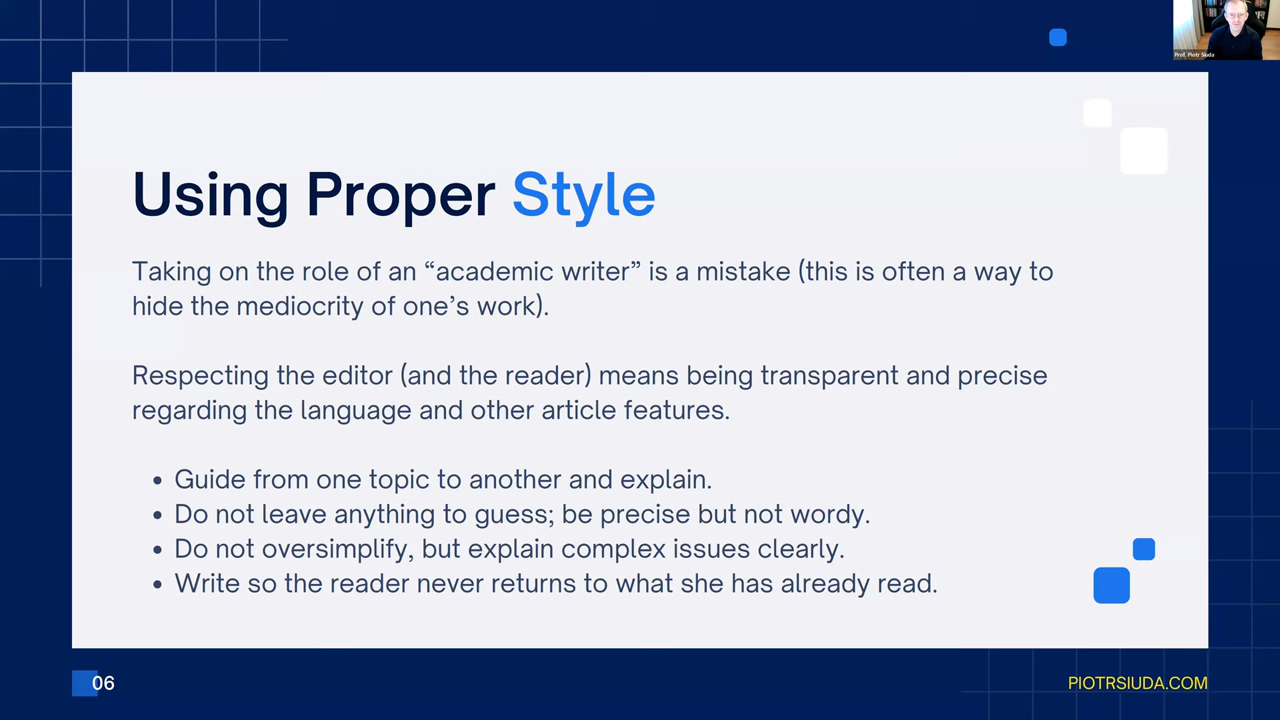 Prof. Piotr Siuda
Using Proper Style
Taking on the role of an “academic writer” is a mistake (this is often a way to
hide the mediocrity of one’s work).
Respecting the editor (and the reader) means being transparent and precise
regarding the language and other article features.
• Guide from one topic to another and explain.
• Do not leave anything to guess; be precise but not wordy.
• Do not oversimplify, but explain complex issues clearly.
• Write so the reader never returns to what she has already read.
06
PIOTRSIUDA.COM